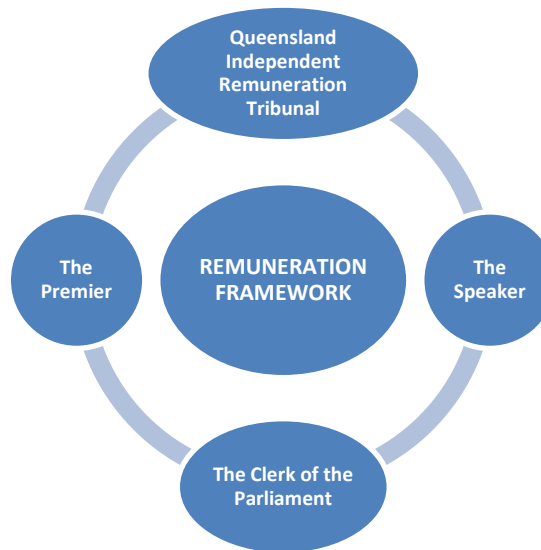 Queensland
Independent
Remuneration
Tribunal
The
Premier
REMUNERATION
FRAMEWORK
The
Speaker
The Clerk of the
Parliament